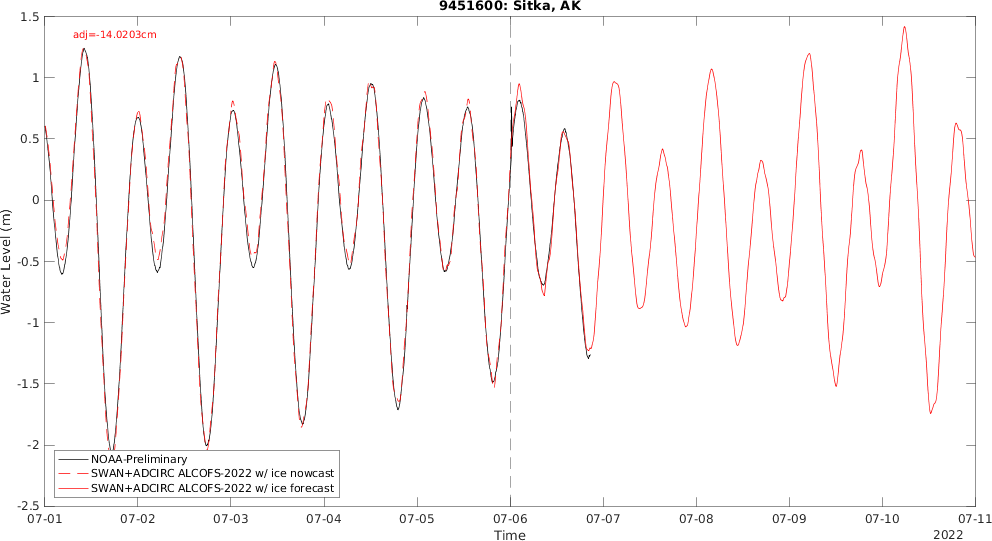 9451600: Sitka, AK
adj=-14.0203cm
1.5
1
0.5
0
-0.5
-1
-1.5
-2
-2.5
Water Level (m)
NOAA-Preliminary
SWAN+ADCIRC ALCOFS-2022 w/ ice nowcast
SWAN+ADCIRC ALCOFS-2022 w/ ice forecast
07-01 07-02 07-03 07-04 07-05 07-06 07-07 07-08 07-09 07-10 07-11
Time
2022